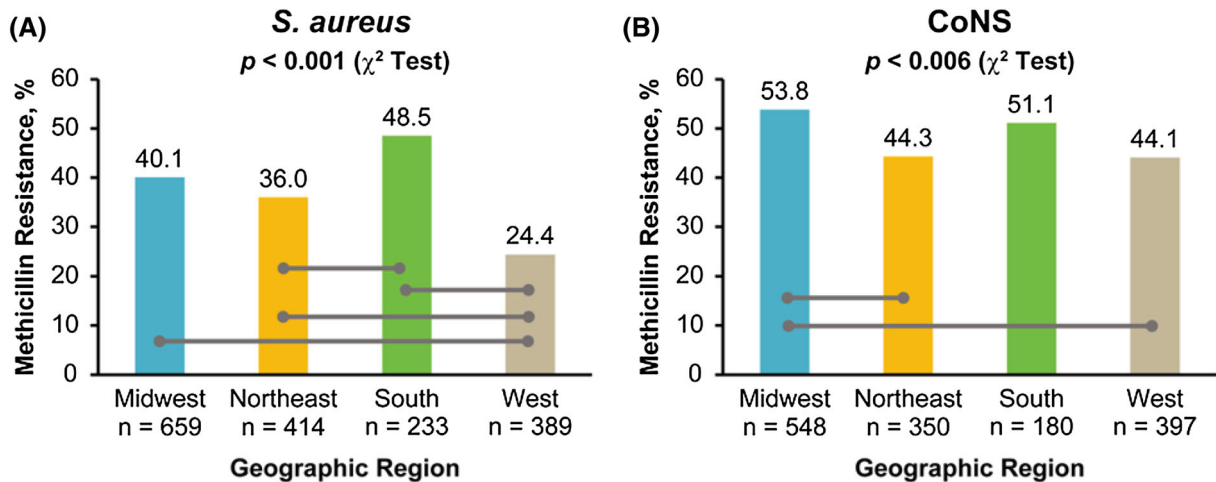 (A)
S. aureus
p < 0.001 (χ² Test)
Methicillin Resistance, %
60
50
40
30
20
10
0
40.1
36.0
48.5
24.4
Midwest Northeast South West
n = 659 n = 414 n = 233 n = 389
Geographic Region
(B)
CoNS
p < 0.006 (χ² Test)
Methicillin Resistance, %
60
50
40
30
20
10
0
53.8
44.3
51.1
44.1
Midwest Northeast South West
n = 548 n = 350 n = 180 n = 397
Geographic Region